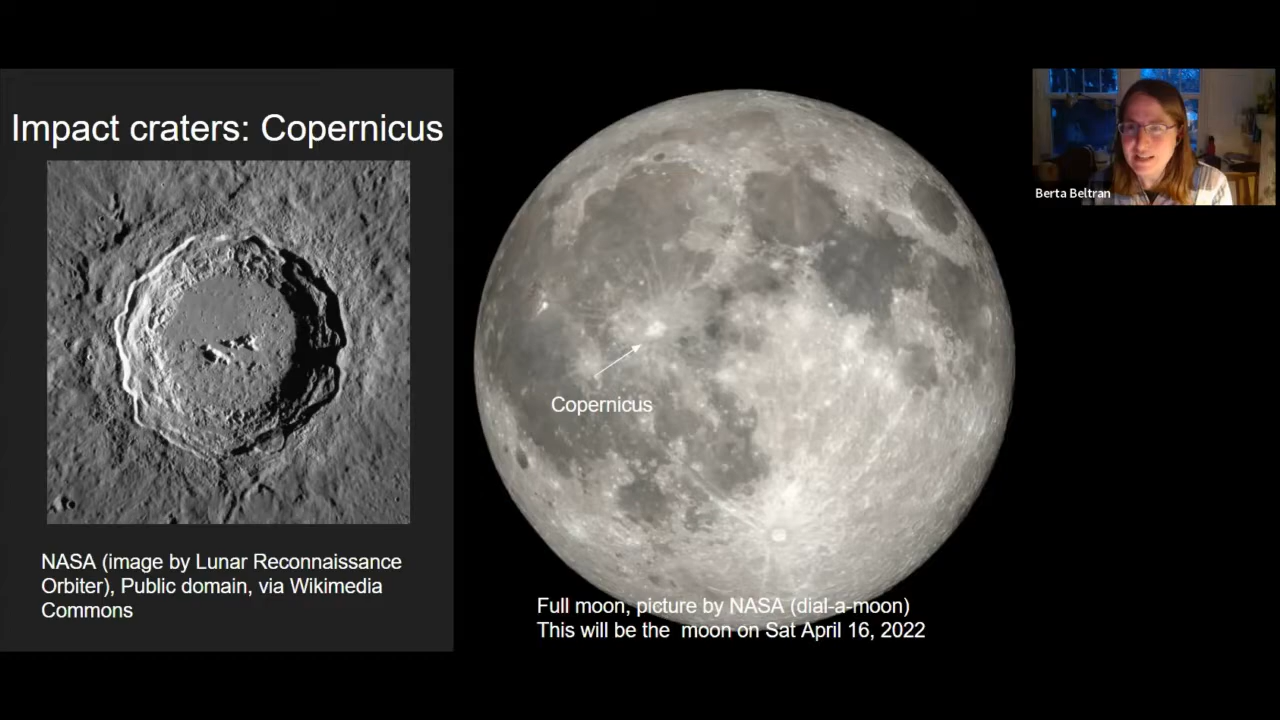 Impact craters: Copernicus
NASA (image by Lunar Reconnaissance
Orbiter), Public domain, via Wikimedia
Commons
Copernicus
Full moon, picture by NASA (dial-a-moon)
This will be the  moon on Sat April 16, 2022
Berta Beltran